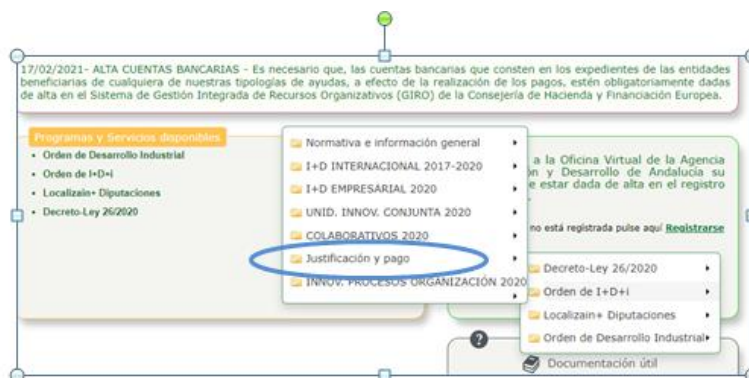 17/02/2021- ALTA CUENTAS BANCARIAS - Es necesario que, las cuentas bancarias que consten en los expedientes de las entidades
beneficiarias de cualquiera de nuestras tipologías de ayudas, a efecto de la realización de los pagos, estén obligatoriamente dadas
de alta en el Sistema de Gestión Integrada de Recursos Organizativos (GIRO) de la Consejería de Hacienda y Financiación Europea.
Programas y Servicios disponibles
Orden de Desarrollo Industrial
Orden de I+D+i
Localizain+ Diputaciones
Decreto-Ley 26/2020
Normativa e información general
I+D INTERNACIONAL 2017-2020
I+D EMPRESARIAL 2020
UNID. INNOV. CONJUNTA 2020
COLABORATIVOS 2020
Justificación y pago
INNOV. PROCESOS ORGANIZACIÓN 2020
a la Oficina Virtual de la Agencia
n y Desarrollo de Andalucía su
e estar dada de alta en el registro
no está registrada pulse aquí Registrarse
Decreto-Ley 26/2020
Orden de I+D+i
Localizain+ Diputaciones
Orden de Desarrollo Industrial
?
Documentación útil